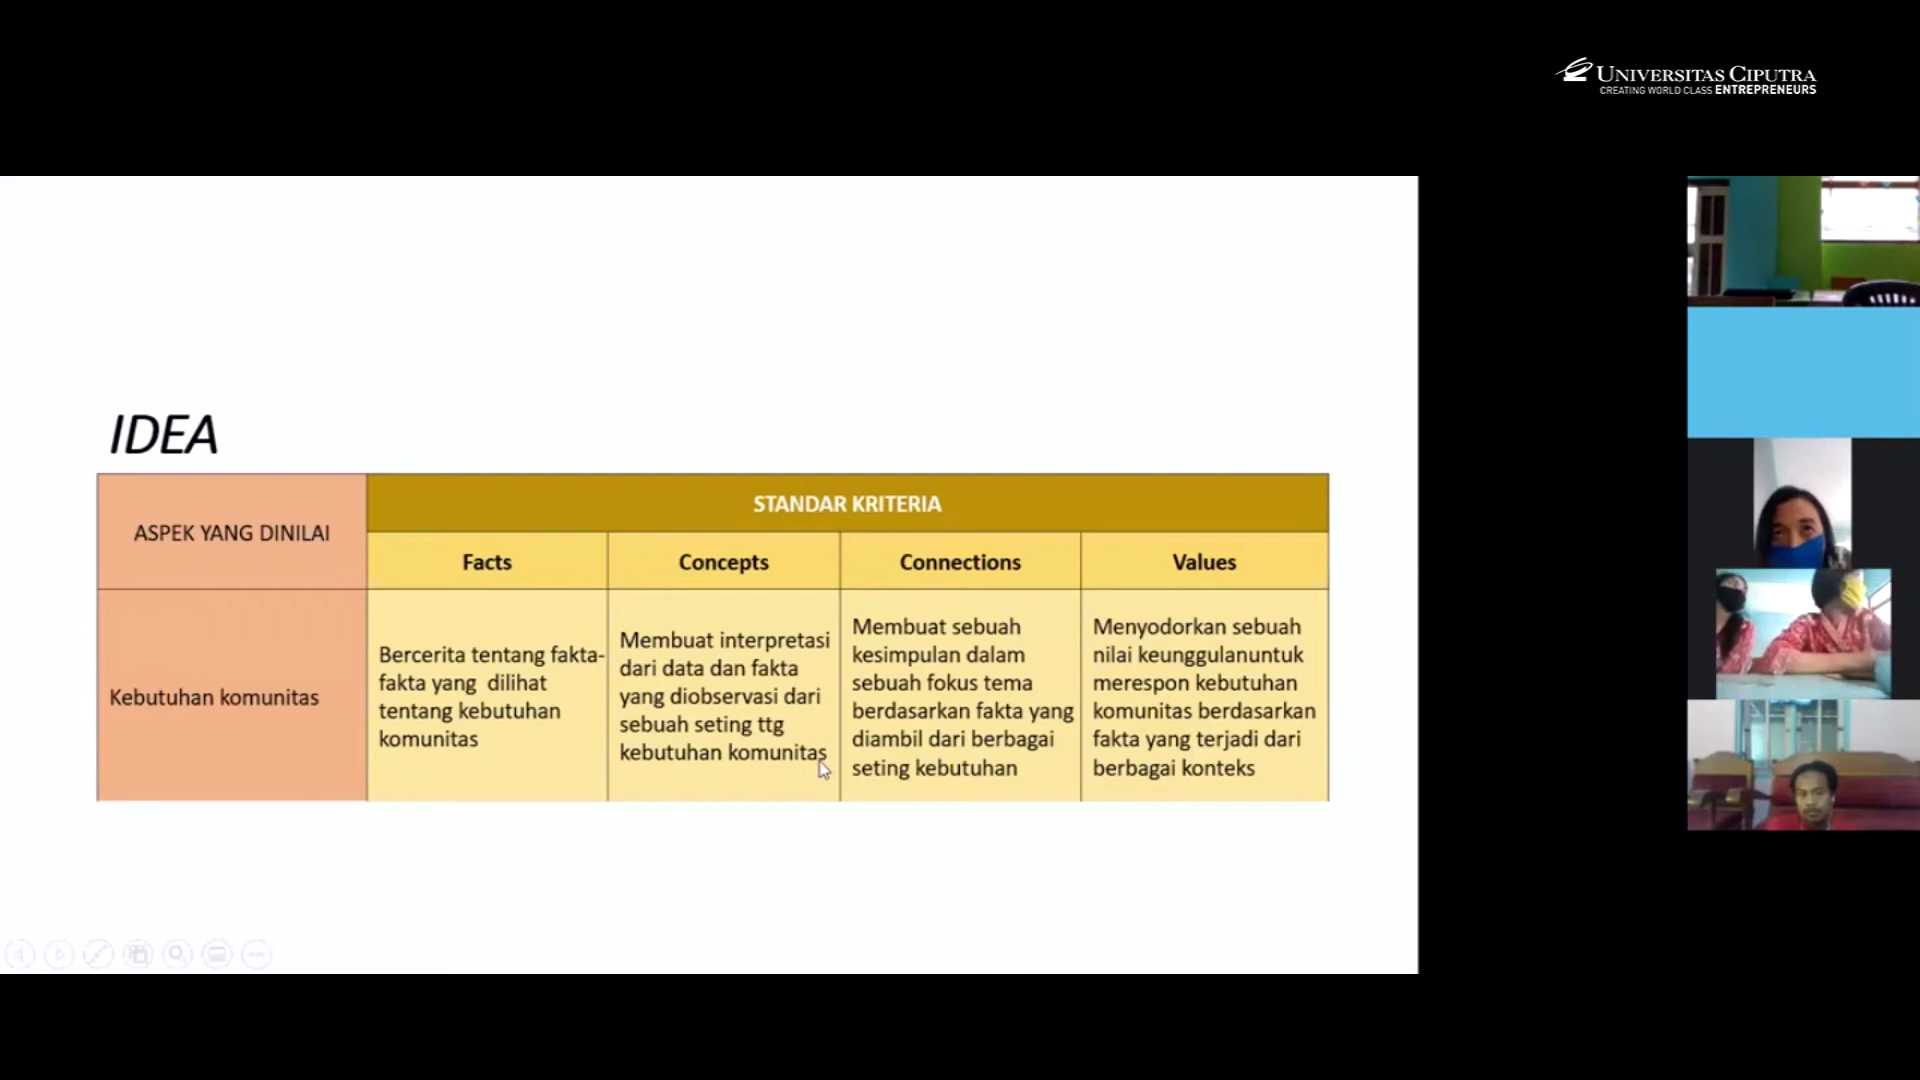 UNIVERSITAS CIPUTRA
CREATING WORLD CLASS ENTREPRENEURS
IDEA
ASPEK YANG DINILAI
STANDAR KRITERIA
Facts
Concepts
Connections
Values
Kebutuhan komunitas
Bercerita tentang fakta-
fakta yang dilihat
tentang kebutuhan
komunitas
Membuat interpretasi
dari data dan fakta
yang diobservasi dari
sebuah seting ttg
kebutuhan komunitas
Membuat sebuah
kesimpulan dalam
sebuah fokus tema
berdasarkan fakta yang
diambil dari berbagai
seting kebutuhan
Menyodorkan sebuah
nilai keunggulanuntuk
merespon kebutuhan
komunitas berdasarkan
fakta yang terjadi dari
berbagai konteks